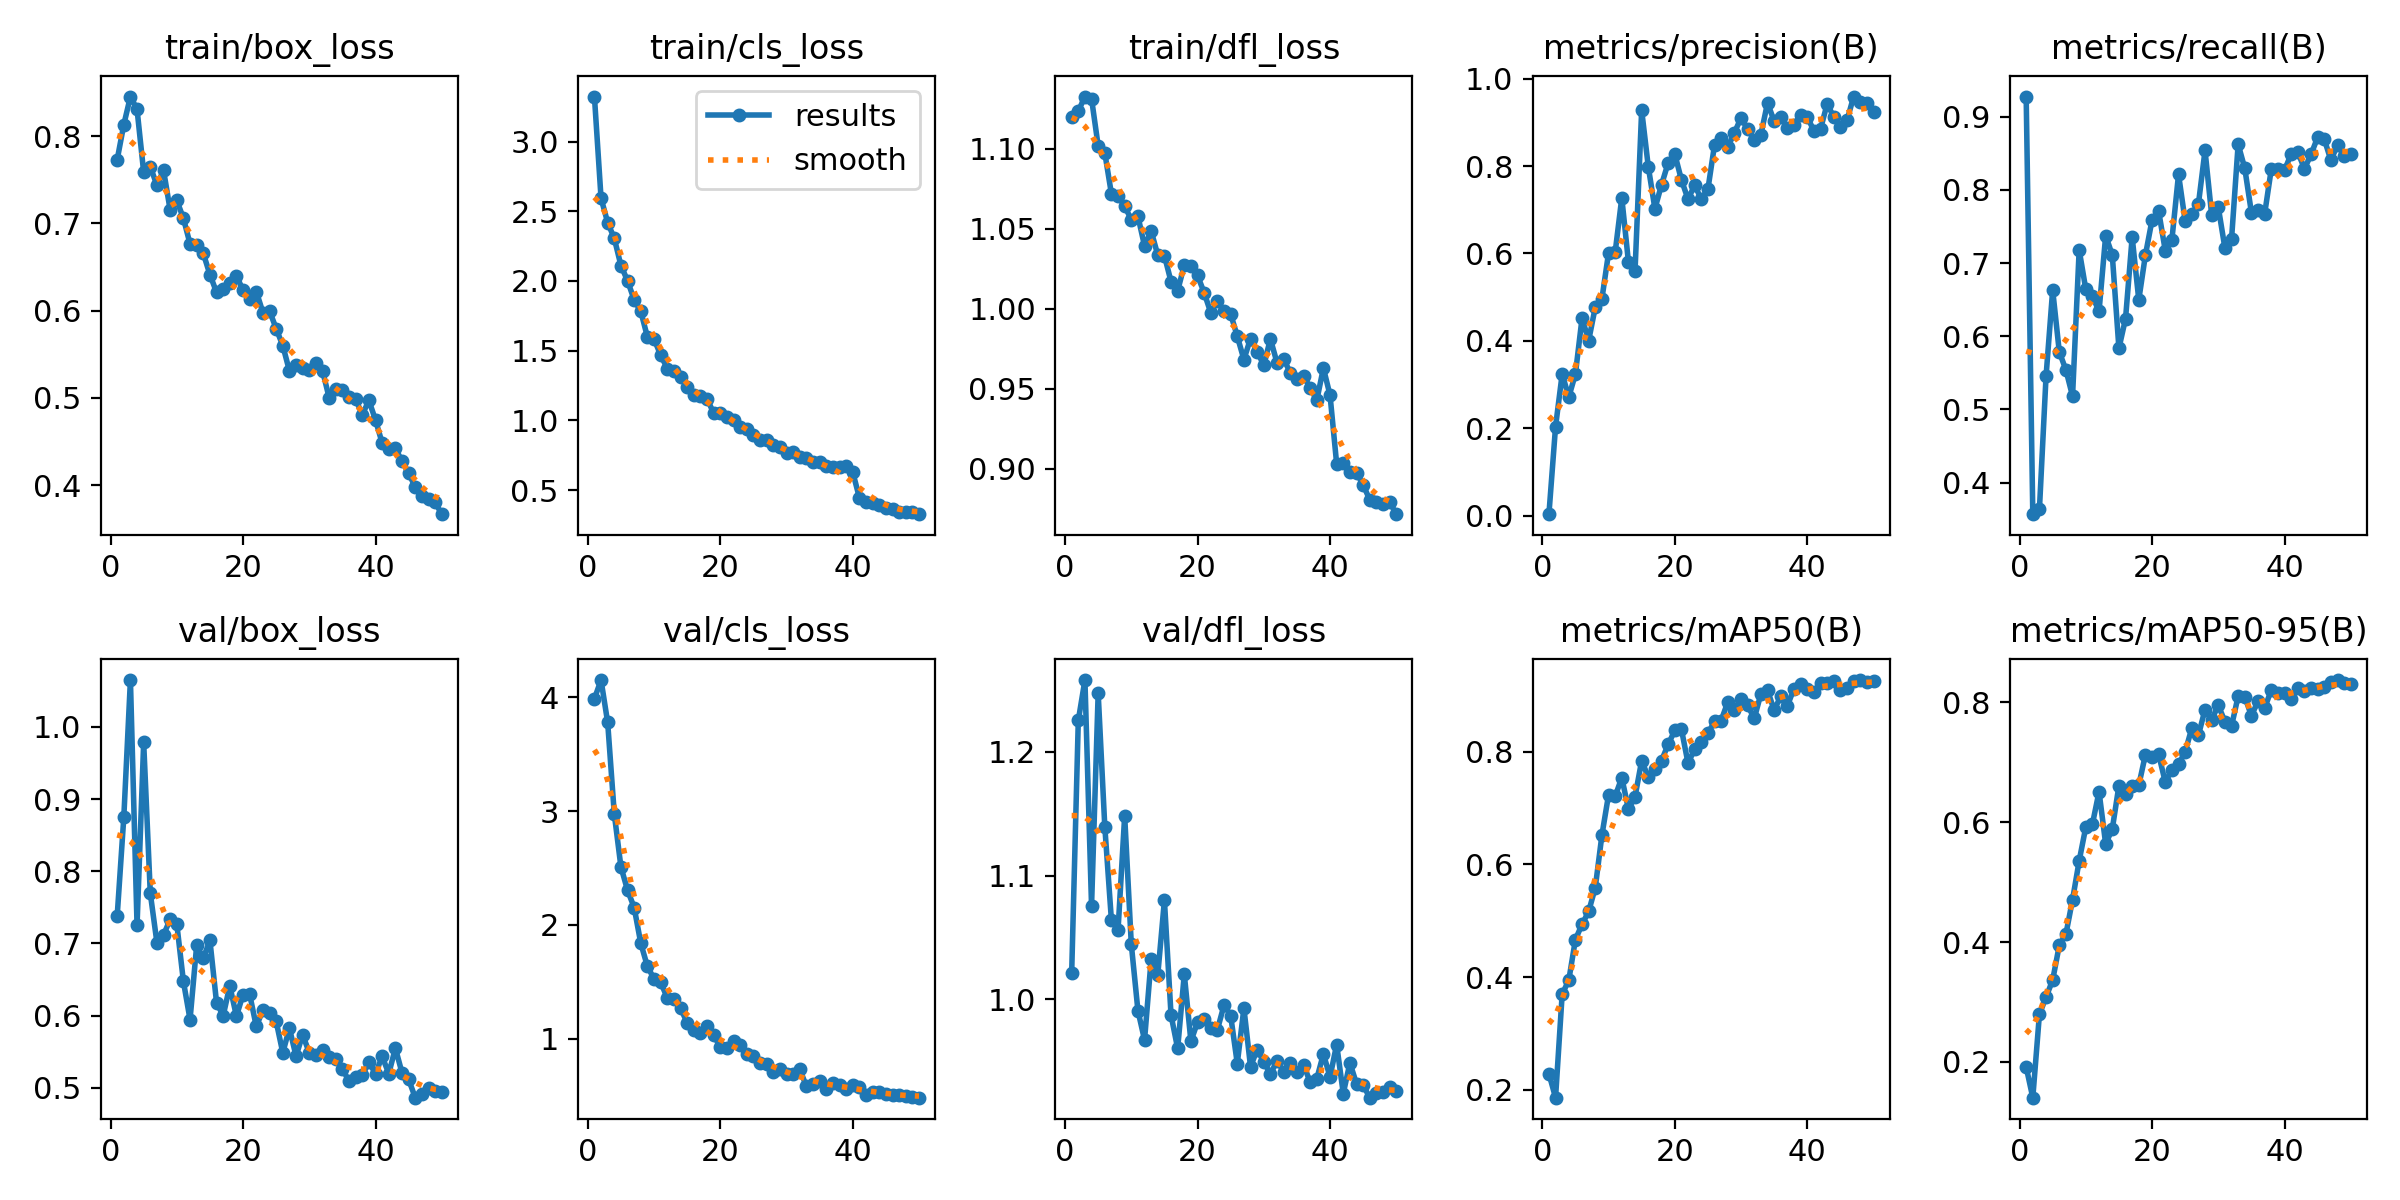 train/box_loss
0.8
0.7
0.6
0.5
0.4
0 20 40
train/cls_loss
results
smooth
3.0
2.5
2.0
1.5
1.0
0.5
0 20 40
train/dfl_loss
1.10
1.05
1.00
0.95
0.90
0 20 40
metrics/precision(B)
1.0
0.8
0.6
0.4
0.2
0.0
0 20 40
metrics/recall(B)
0.9
0.8
0.7
0.6
0.5
0.4
0 20 40
val/box_loss
1.0
0.9
0.8
0.7
0.6
0.5
0 20 40
val/cls_loss
4
3
2
1
0 20 40
val/dfl_loss
1.2
1.1
1.0
0 20 40
metrics/mAP50(B)
0.8
0.6
0.4
0.2
0 20 40
metrics/mAP50-95(B)
0.8
0.6
0.4
0.2
0 20 40